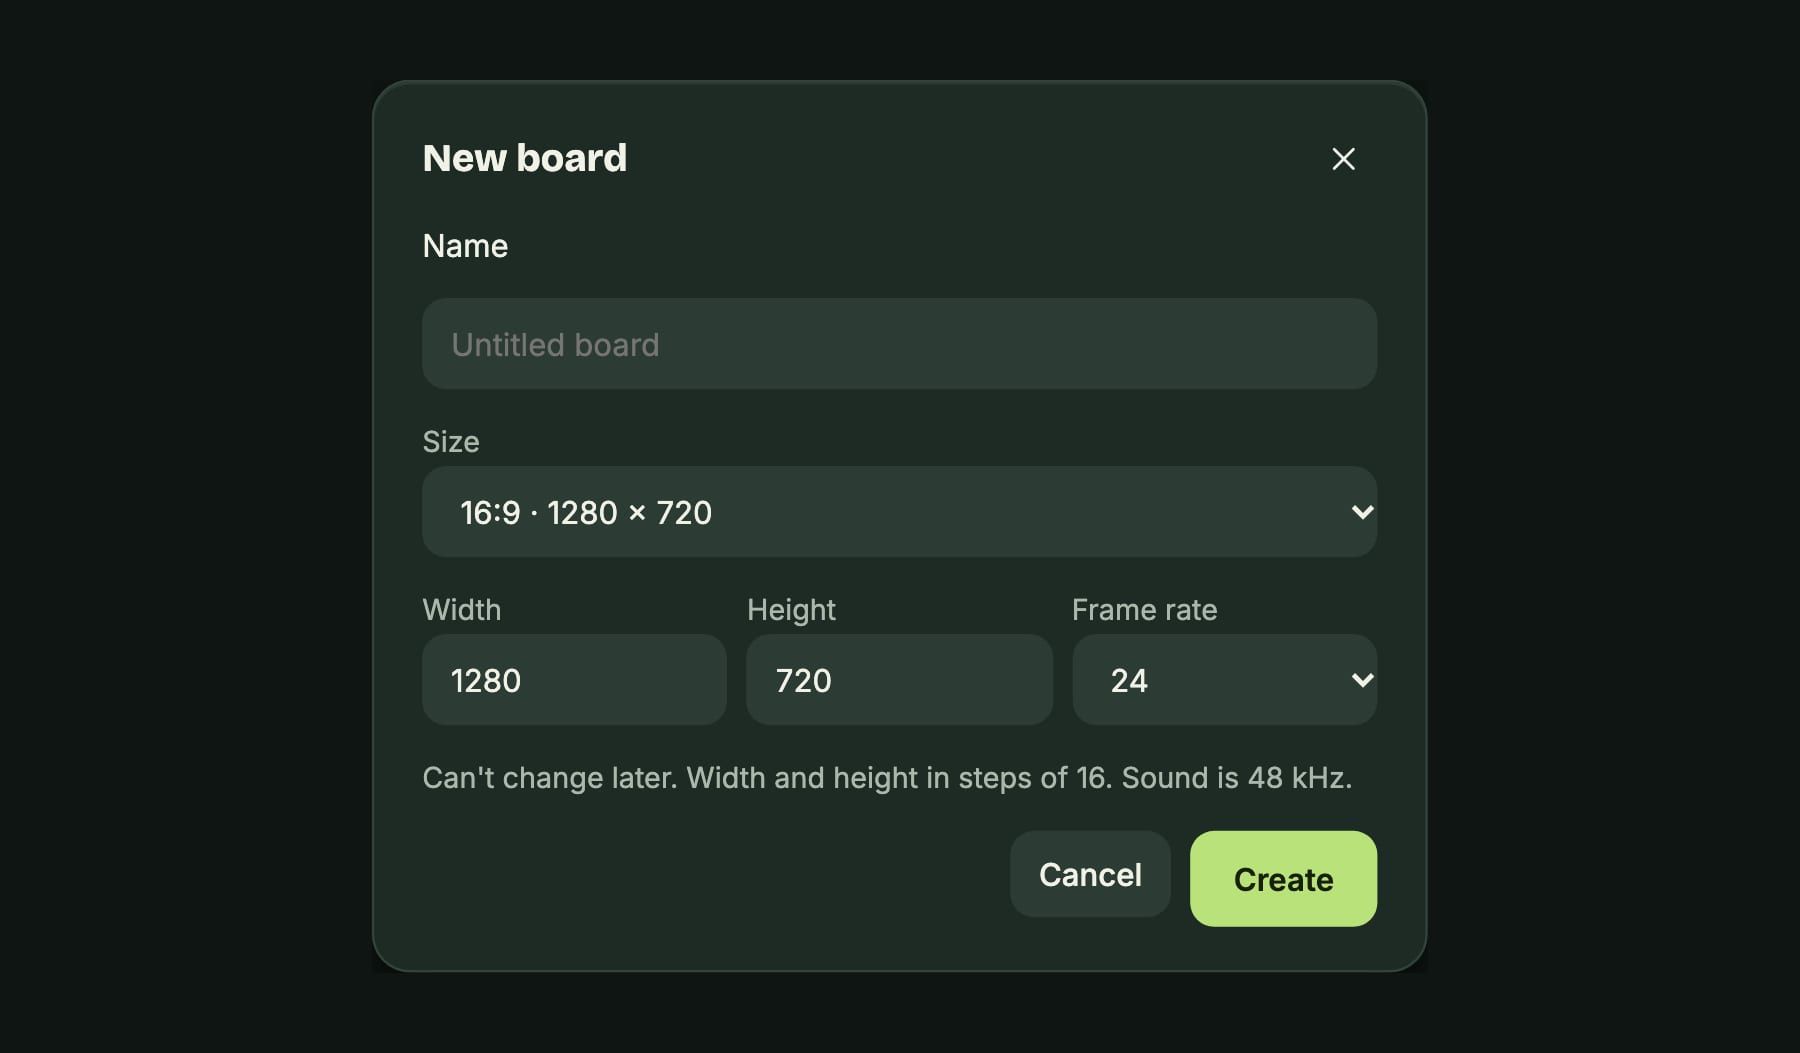 New board
Name
Untitled board
Size
16:9 · 1280 × 720
Width Height Frame rate
1280 720 24
Can't change later. Width and height in steps of 16. Sound is 48 kHz.
Cancel Create